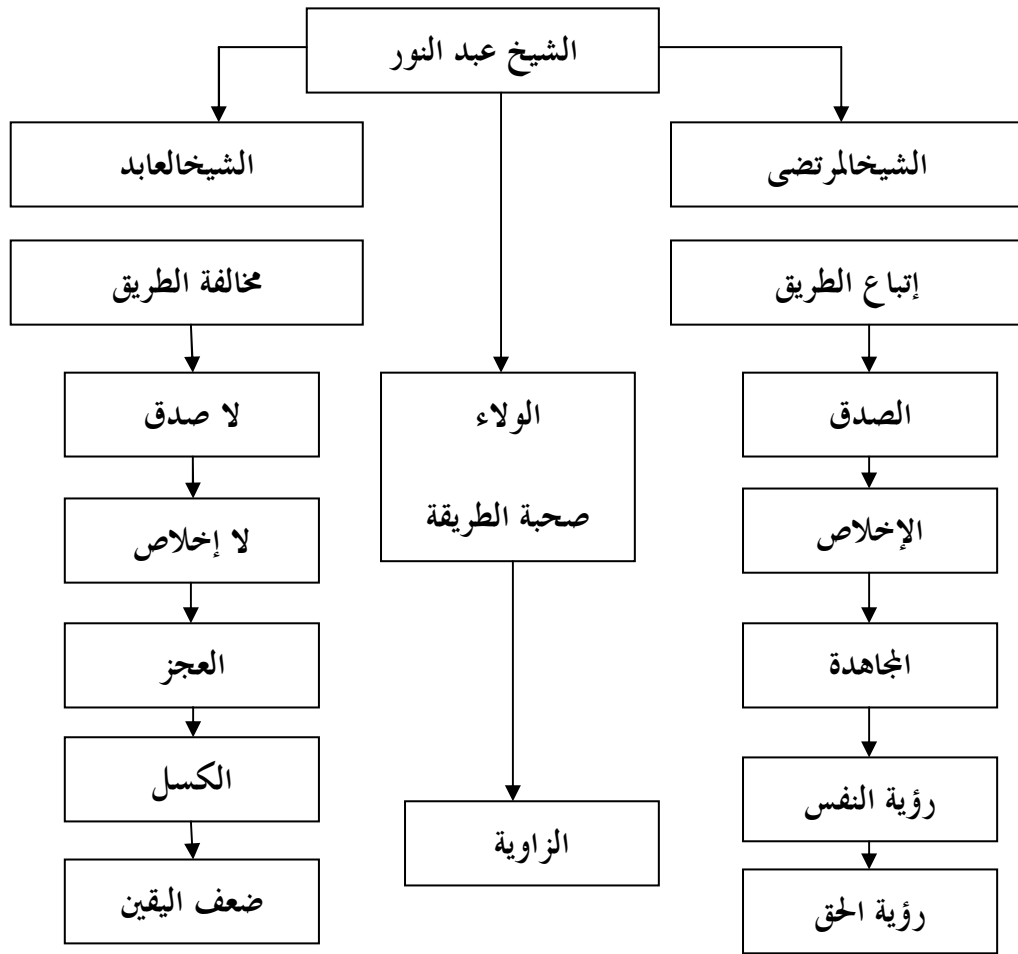 الشيخ عبد النور
الشيخالمرتضى
الشيخالعابد
إتباع الطريق
مخالفة الطريق
الصدق
الولاء
لا صدق
الإخلاص
صحبة الطريقة
لا إخلاص
المجاهدة
العجز
رؤية النفس
الكسل
الزاوية
رؤية الحق
ضعف اليقين